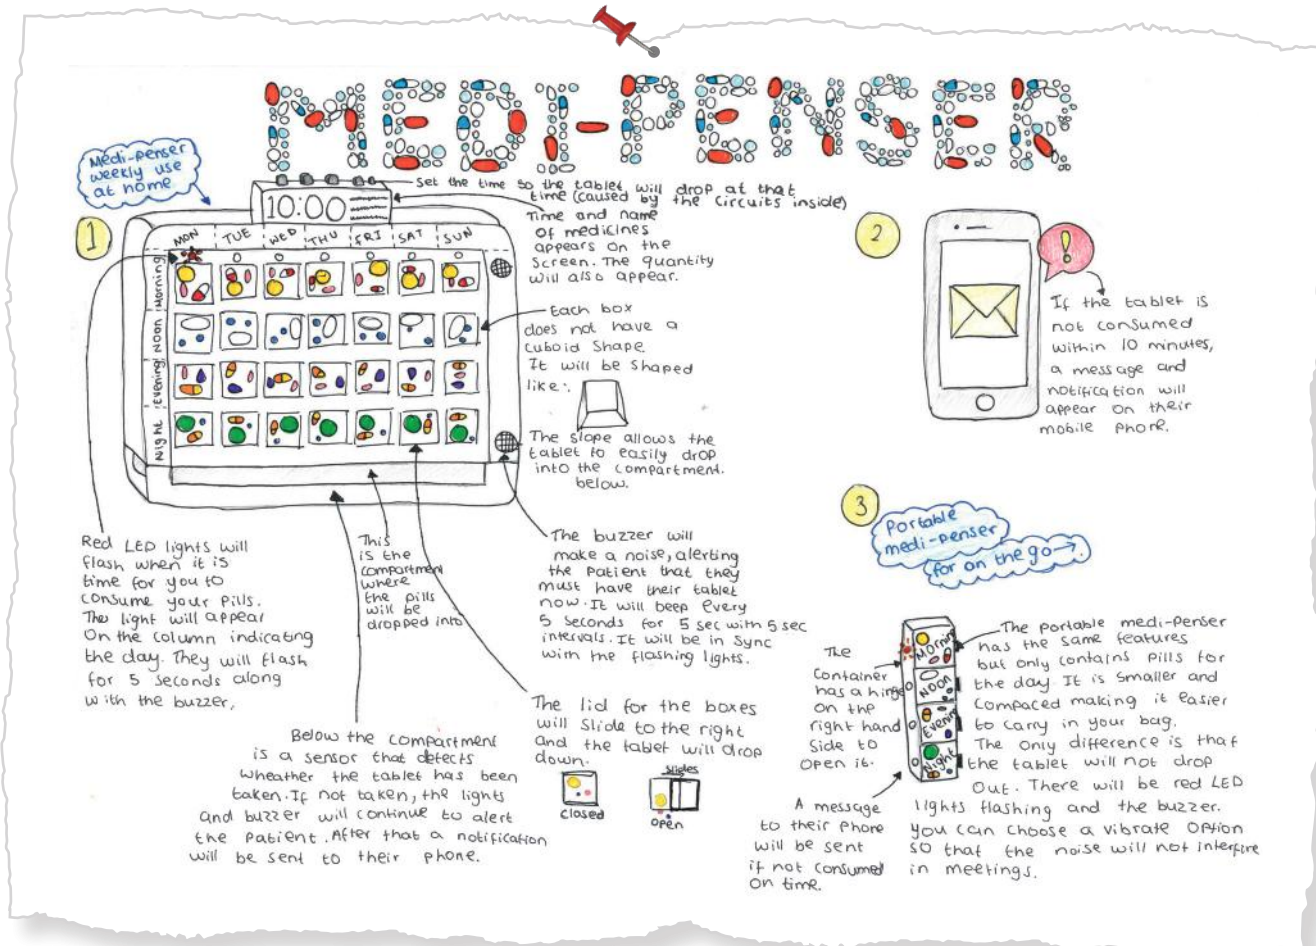 MEDI-PENSER
Medi-penser
weekly use
at home
1
Set the time so the tablet will drop at that
time (caused by the circuits inside)
10:00
Time and name
of medicines
appears on the
screen. The quantity
will also appear.
MON TUE WED THU FRI SAT SUN
Morning
Noon
Evening
Night
Each box
does not have a
cuboid shape.
It will be shaped
like:
The slope allows the
tablet to easily drop
into the compartment
below.
Red LED lights will
flash when it is
time for you to
consume your pills.
The light will appear
on the column indicating
the day. They will flash
for 5 seconds along
with the buzzer,
This
is the
compartment
where
the pills
will be
dropped into
The buzzer will
make a noise, alerting
the patient that they
must have their tablet
now. It will beep every
5 seconds for 5 sec with 5 sec
intervals. It will be in sync
with the flashing lights.
Below the compartment
is a sensor that detects
wheather the tablet has been
taken. If not taken, the lights
and buzzer will continue to alert
the patient. After that a notification
will be sent to their phone.
The lid for the boxes
will slide to the right
and the tablet will drop
down.
closed
slides
open
2
!
If the tablet is
not consumed
within 10 minutes,
a message and
notification will
appear on their
mobile phone.
3
Portable
medi-penser
for on the go→.
The
container
has a hinge
on the
right hand
side to
open it.
Morning
Noon
Evening
Night
A message
to their phone
will be sent
if not consumed
on time.
The portable medi-penser
has the same features
but only contains pills for
the day. It is smaller and
compaced making it easier
to carry in your bag.
The only difference is that
the tablet will not drop
out. There will be red LED
lights flashing and the buzzer.
you can choose a vibrate option
so that the noise will not interfire
in meetings.